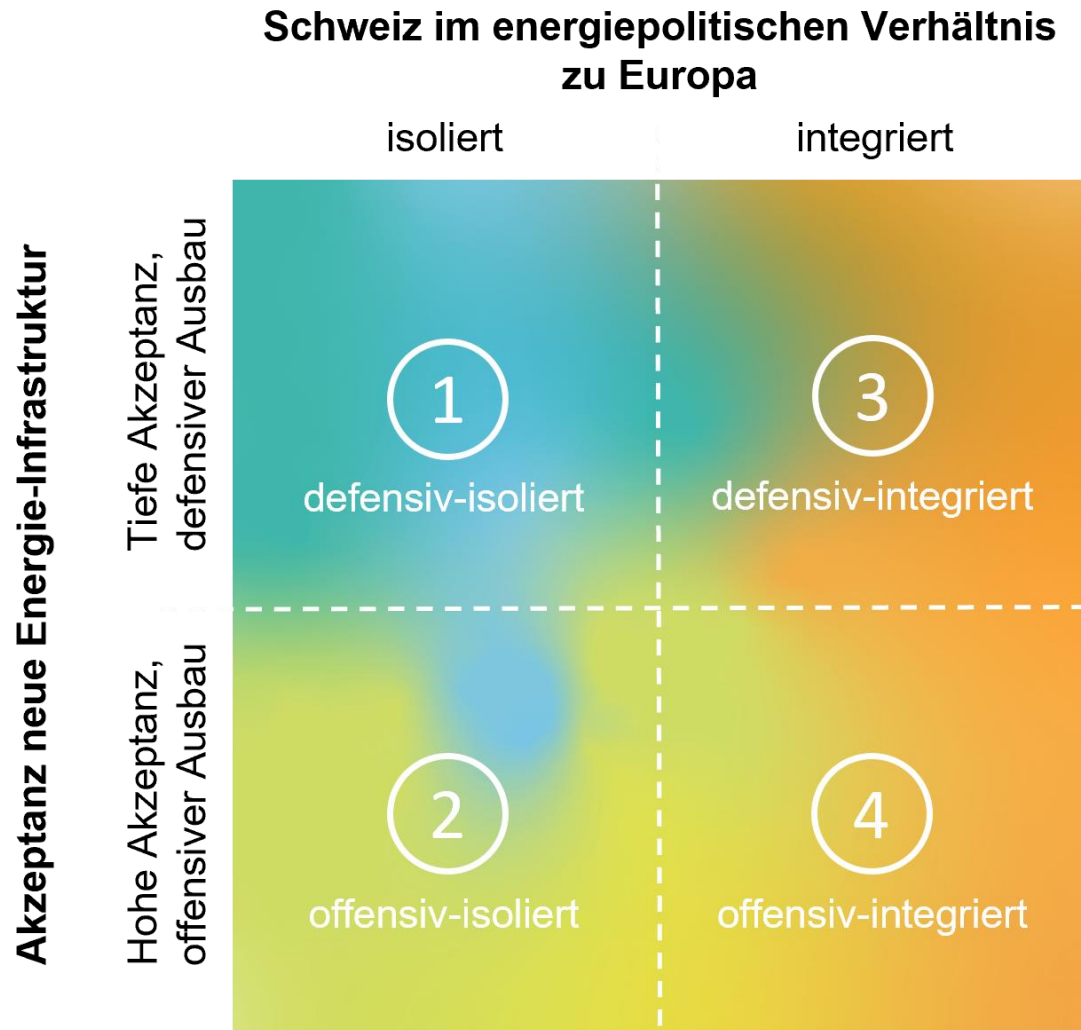 Schweiz im energiepolitischen Verhältnis
zu Europa
isoliert
integriert
Akzeptanz neue Energie-Infrastruktur
Tiefe Akzeptanz,
defensiver Ausbau
1
defensiv-isoliert
3
defensiv-integriert
Hohe Akzeptanz,
offensiver Ausbau
2
offensiv-isoliert
4
offensiv-integriert